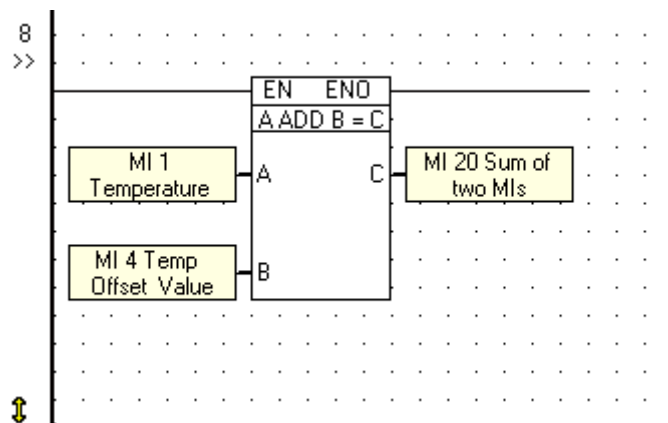 8
>>
EN ENO
A ADD B = C
MI 1
Temperature
A
C
MI 20 Sum of
two MIs
MI 4 Temp
Offset Value
B